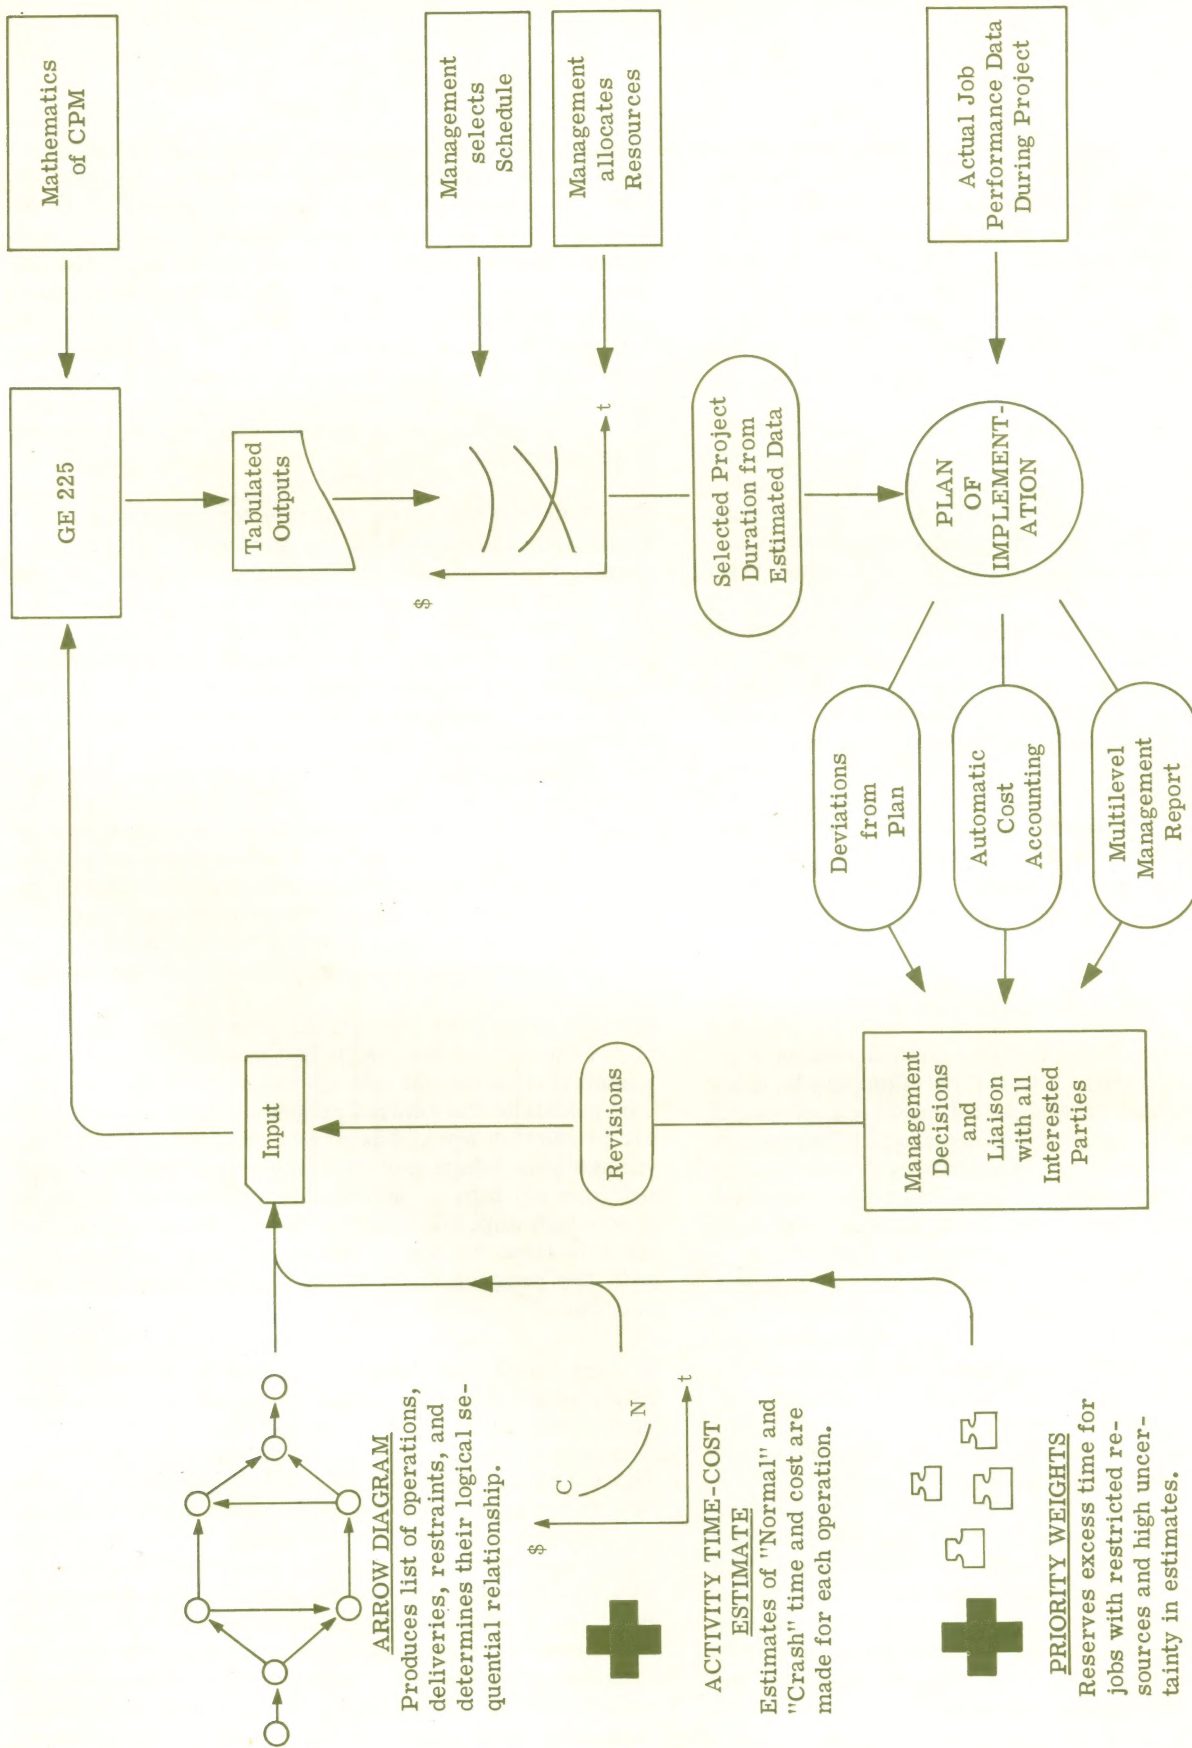 ARROW DIAGRAM
Produces list of operations,
deliveries, restraints, and
determines their logical se-
quential relationship.
$
C
N
t
ACTIVITY TIME-COST
ESTIMATE
Estimates of "Normal" and
"Crash" time and cost are
made for each operation.
PRIORITY WEIGHTS
Reserves excess time for
jobs with restricted re-
sources and high uncer-
tainty in estimates.
Input
Revisions
Management
Decisions
and
Liaison
with all
Interested
Parties
GE 225
Mathematics
of CPM
Tabulated
Outputs
$
t
Management
selects
Schedule
Management
allocates
Resources
Selected Project
Duration from
Estimated Data
PLAN
OF
IMPLEMENT-
ATION
Actual Job
Performance Data
During Project
Deviations
from
Plan
Automatic
Cost
Accounting
Multilevel
Management
Report